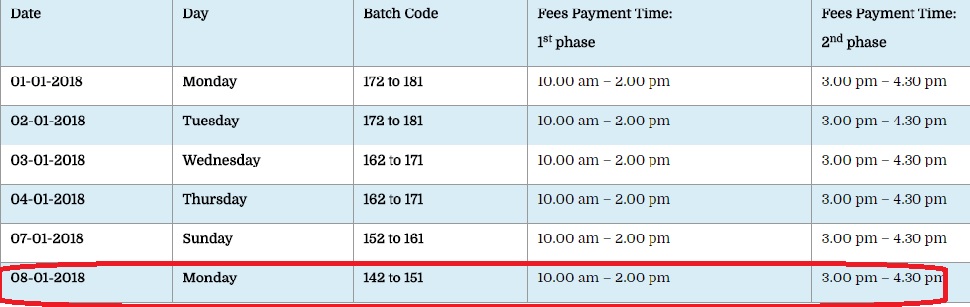 Date Day Batch Code Fees Payment Time: Fees Payment Time:
1st phase 2nd phase
01-01-2018 Monday 172 to 181 10.00 am – 2.00 pm 3.00 pm – 4.30 pm
02-01-2018 Tuesday 172 to 181 10.00 am – 2.00 pm 3.00 pm – 4.30 pm
03-01-2018 Wednesday 162 to 171 10.00 am – 2.00 pm 3.00 pm – 4.30 pm
04-01-2018 Thursday 162 to 171 10.00 am – 2.00 pm 3.00 pm – 4.30 pm
07-01-2018 Sunday 152 to 161 10.00 am – 2.00 pm 3.00 pm – 4.30 pm
08-01-2018 Monday 142 to 151 10.00 am – 2.00 pm 3.00 pm – 4.30 pm